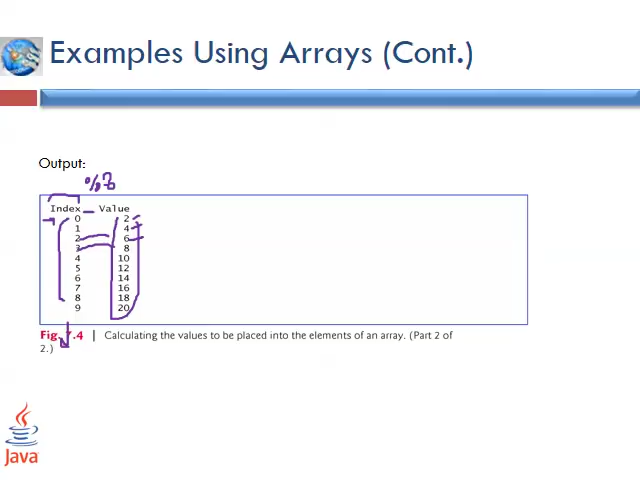 Examples Using Arrays (Cont.)
Output:
Index Value
0 2
1 4
2 6
3 8
4 10
5 12
6 14
7 16
8 18
9 20
Fig. 7.4 | Calculating the values to be placed into the elements of an array. (Part 2 of
2.)
Java